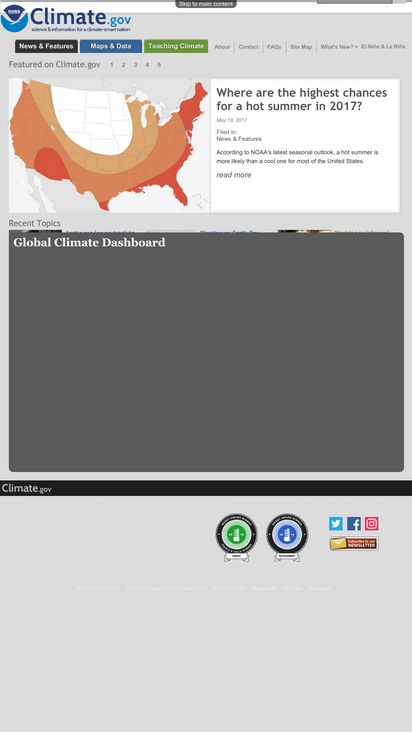 Skip to main content
NOAA
Climate.gov
science & information for a climate-smart nation
News & Features
Maps & Data
Teaching Climate
About
Contact
FAQs
Site Map
What's New?
El Niño & La Niña
Featured on Climate.gov
1 2 3 4 5
Where are the highest chances
for a hot summer in 2017?
May 18, 2017
Filed in:
News & Features
According to NOAA's latest seasonal outlook, a hot summer is
more likely than a cool one for most of the United States.
read more
Recent Topics
Global Climate Dashboard
Climate.gov
Subscribe to our
NEWSLETTER